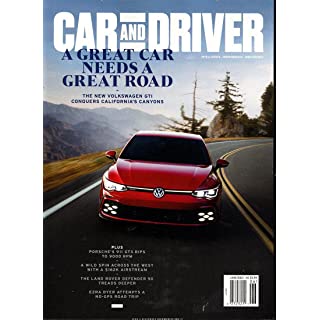 CAR AND DRIVER
A GREAT CAR
NEEDS A
GREAT ROAD
THE NEW VOLKSWAGEN GTI
CONQUERS CALIFORNIA'S CANYONS
PLUS
PORSCHE'S 911 GT3 RIPS
TO 9000 RPM
A WILD SPIN ACROSS THE WEST
WITH A $162K AIRSTREAM
THE LAND ROVER DEFENDER 90
TREADS DEEPER
EZRA DYER ATTEMPTS A
NO-GPS ROAD TRIP